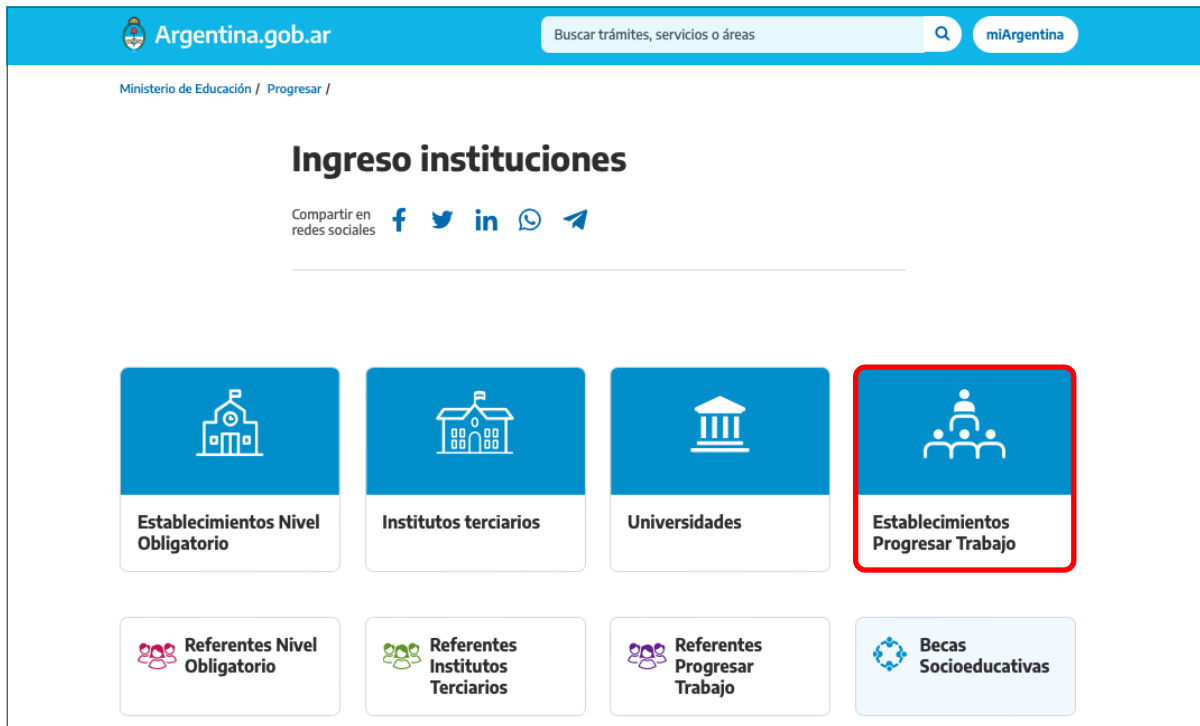 Argentina.gob.ar
Buscar trámites, servicios o áreas
miArgentina
Ministerio de Educación / Progresar /
Ingreso instituciones
Compartir en
redes sociales
Establecimientos Nivel
Obligatorio
Institutos terciarios
Universidades
Establecimientos
Progresar Trabajo
Referentes Nivel
Obligatorio
Referentes
Institutos
Terciarios
Referentes
Progresar
Trabajo
Becas
Socioeducativas